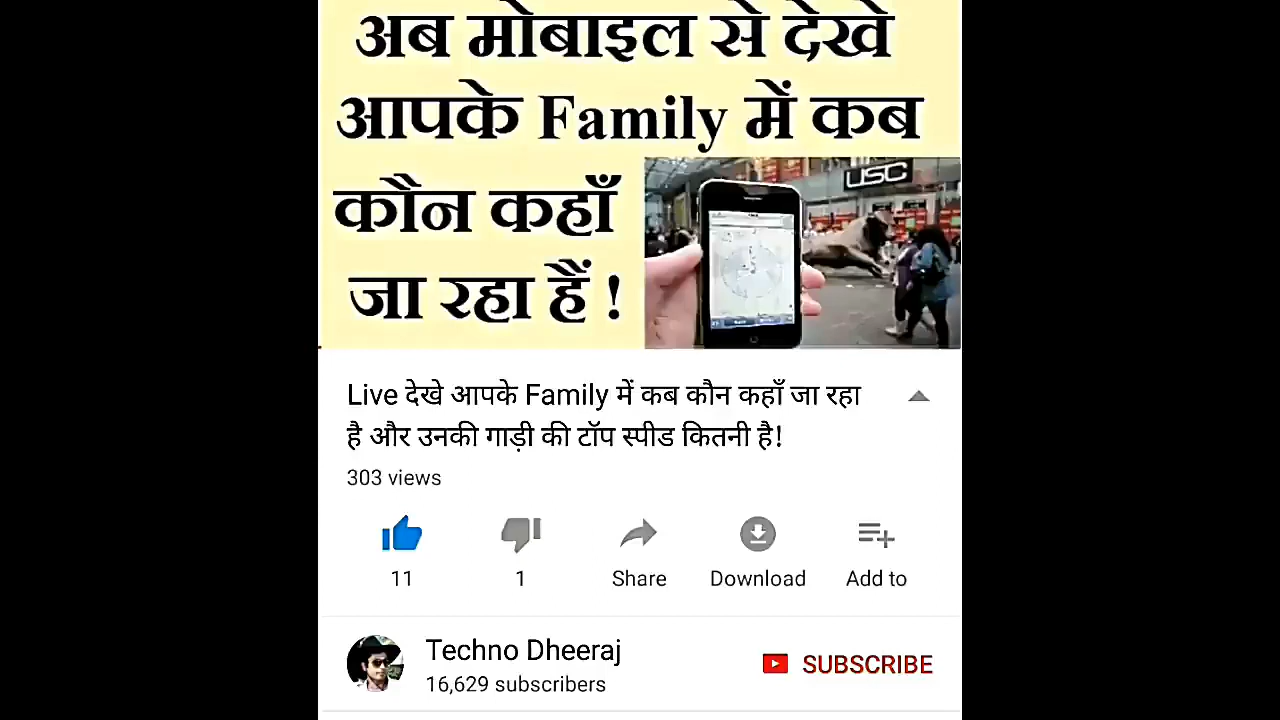 अब मोबाइल से देखे
आपके Family में कब
कौन कहाँ
जा रहा हैं !
USC
Live देखे आपके Family में कब कौन कहाँ जा रहा
है और उनकी गाड़ी की टॉप स्पीड कितनी है!
303 views
11
1
Share
Download
Add to
Techno Dheeraj
16,629 subscribers
SUBSCRIBE